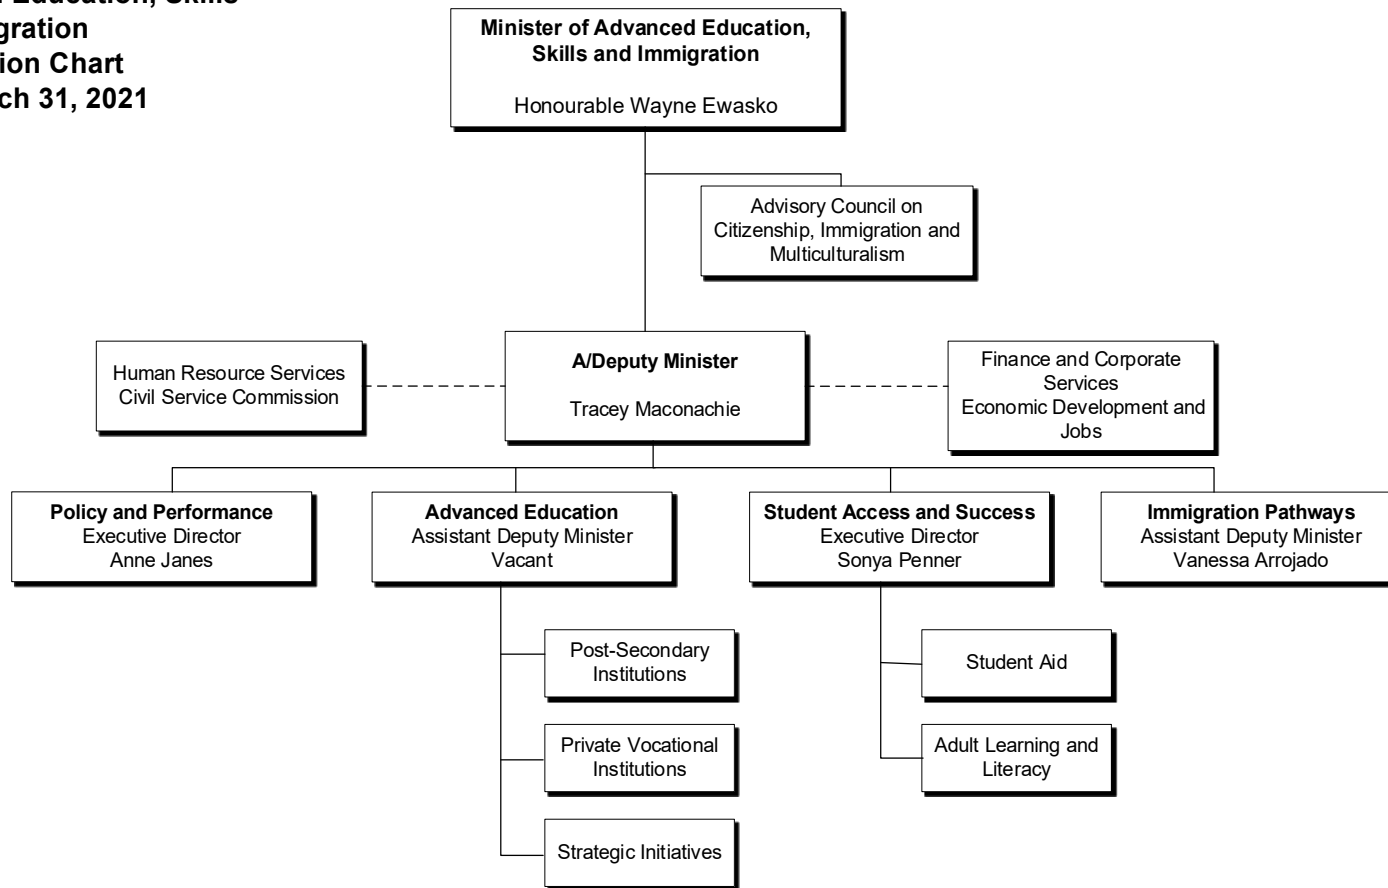 Education, Skills
gration
ion Chart
ch 31, 2021
Minister of Advanced Education,
Skills and Immigration
Honourable Wayne Ewasko
Advisory Council on
Citizenship, Immigration and
Multiculturalism
Human Resource Services
Civil Service Commission
A/Deputy Minister
Tracey Maconachie
Finance and Corporate
Services
Economic Development and
Jobs
Policy and Performance
Executive Director
Anne Janes
Advanced Education
Assistant Deputy Minister
Vacant
Student Access and Success
Executive Director
Sonya Penner
Immigration Pathways
Assistant Deputy Minister
Vanessa Arrojado
Post-Secondary
Institutions
Private Vocational
Institutions
Strategic Initiatives
Student Aid
Adult Learning and
Literacy